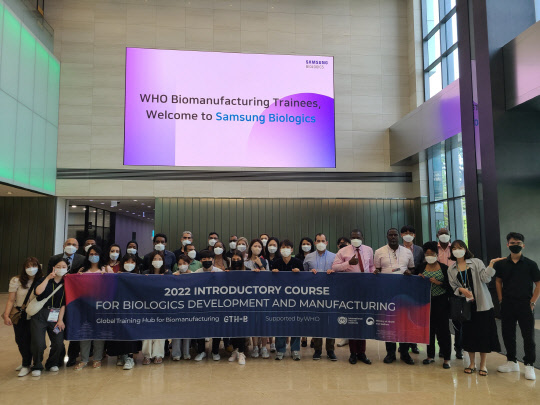 SAMSUNG
BIOLOGICS
WHO Biomanufacturing Trainees,
Welcome to Samsung Biologics
2022 INTRODUCTORY COURSE
FOR BIOLOGICS DEVELOPMENT AND MANUFACTURING
Global Training Hub for Biomanufacturing GTH-B Supported by WHO